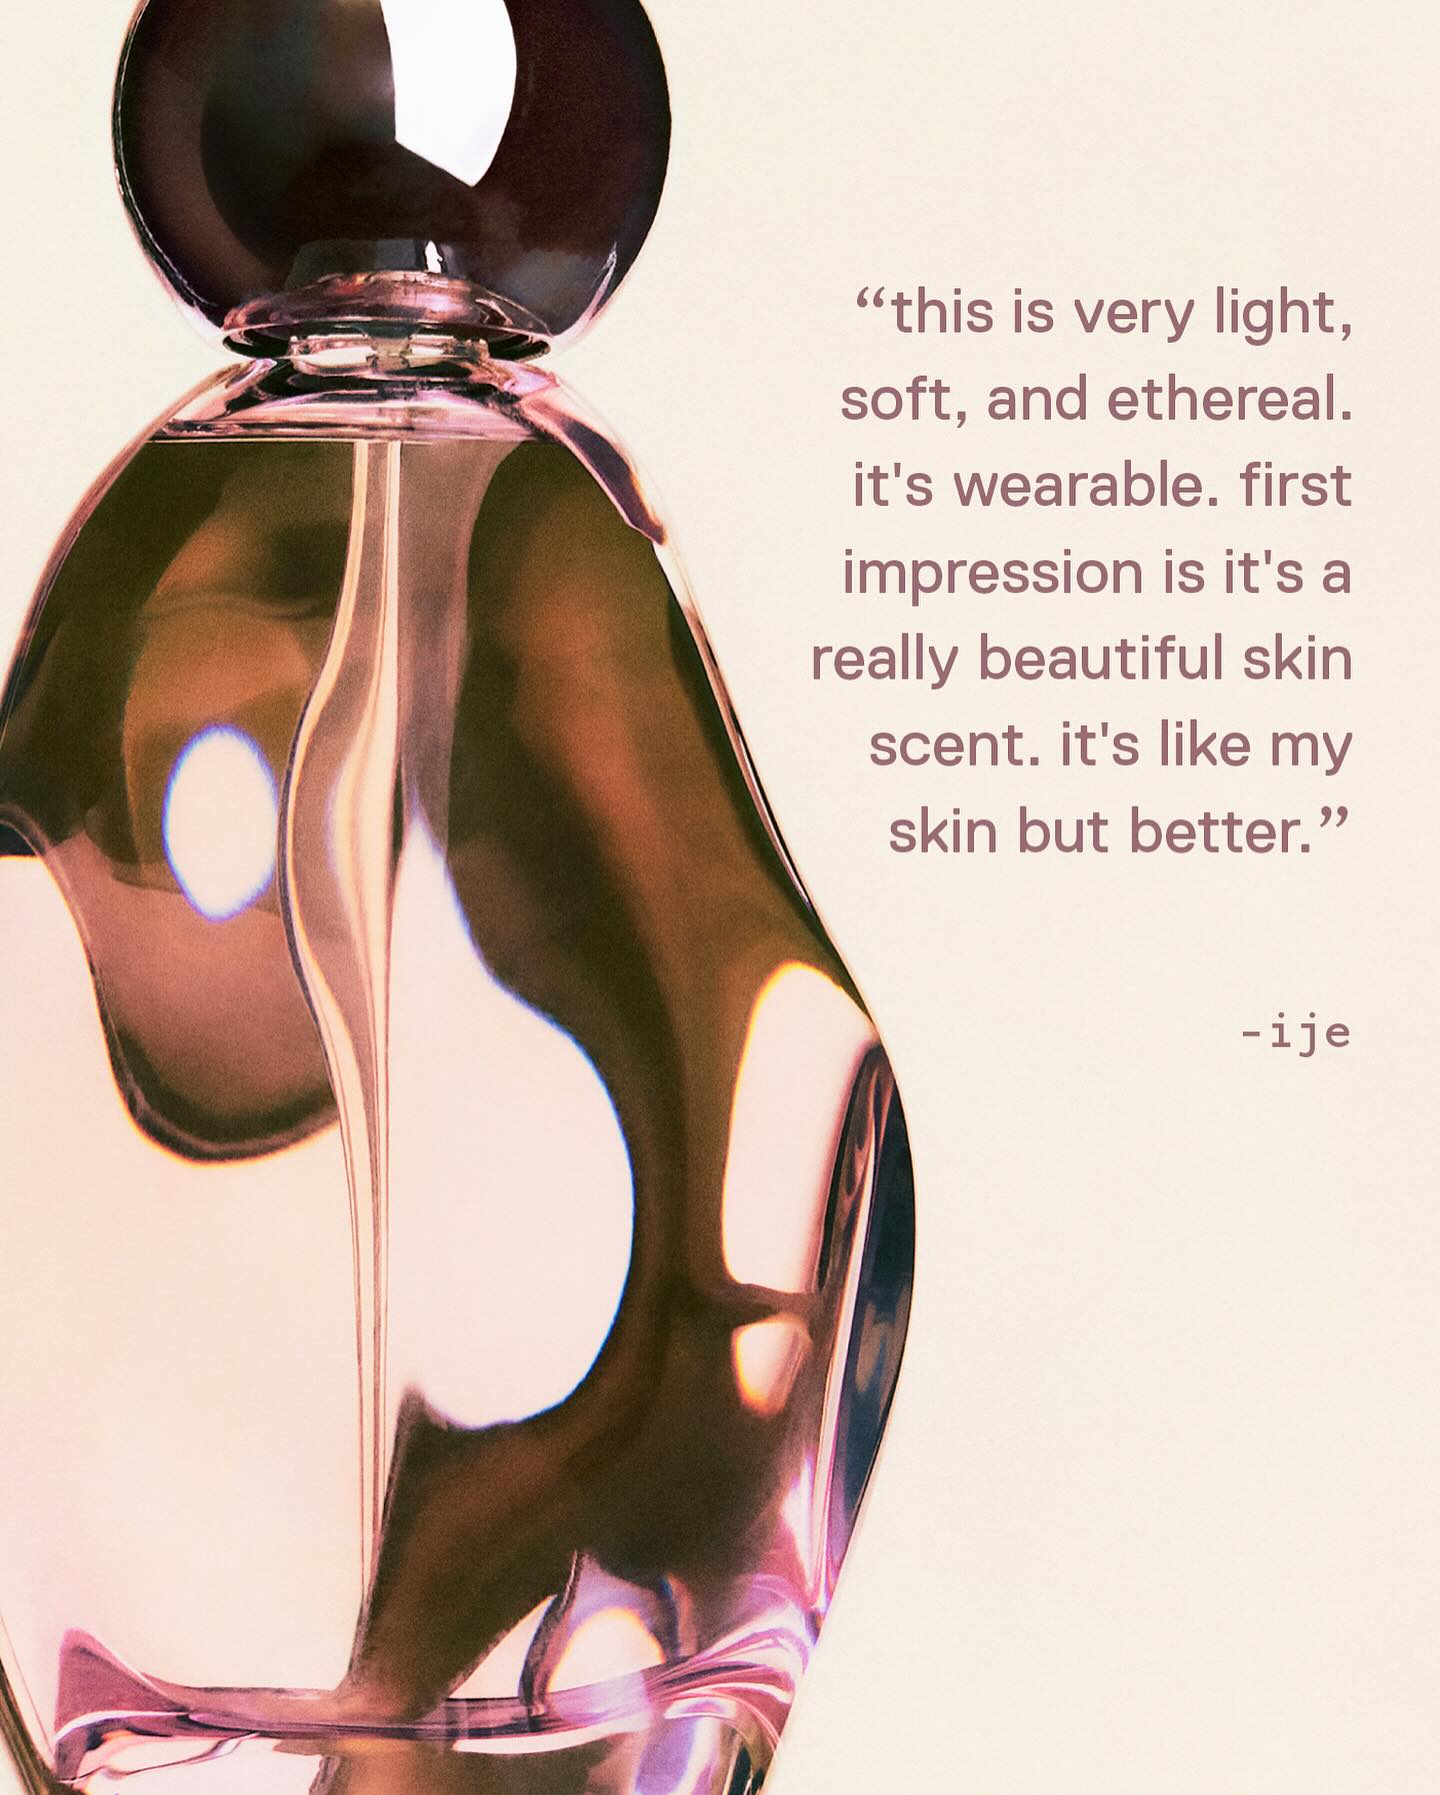 “this is very light,
soft, and ethereal.
it's wearable. first
impression is it's a
really beautiful skin
scent. it's like my
skin but better.”
-ije